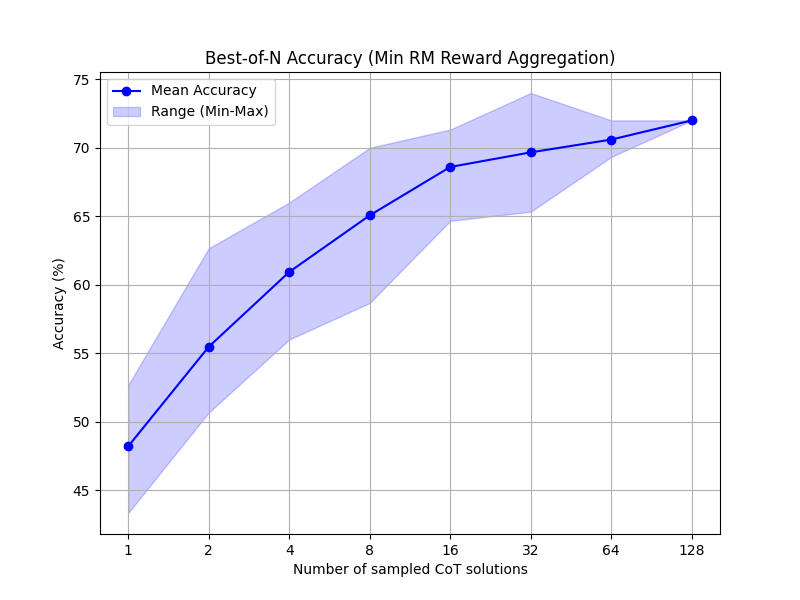 Best-of-N Accuracy (Min RM Reward Aggregation)
Mean Accuracy
Range (Min-Max)
Accuracy (%)
75
70
65
60
55
50
45
1 2 4 8 16 32 64 128
Number of sampled CoT solutions